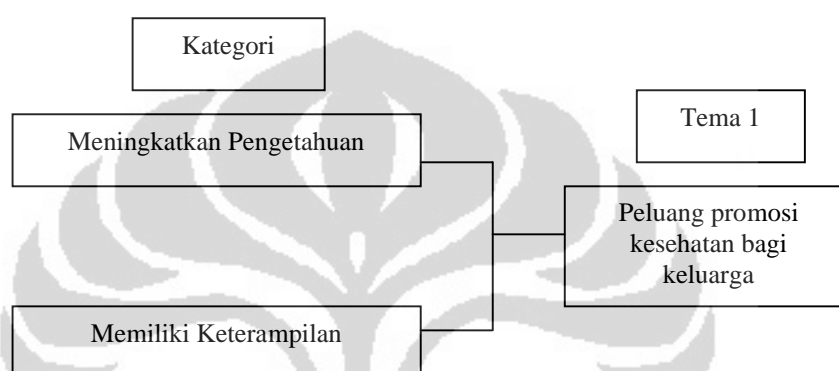 Kategori
Tema 1
Meningkatkan Pengetahuan
Peluang promosi
kesehatan bagi
keluarga
Memiliki Keterampilan